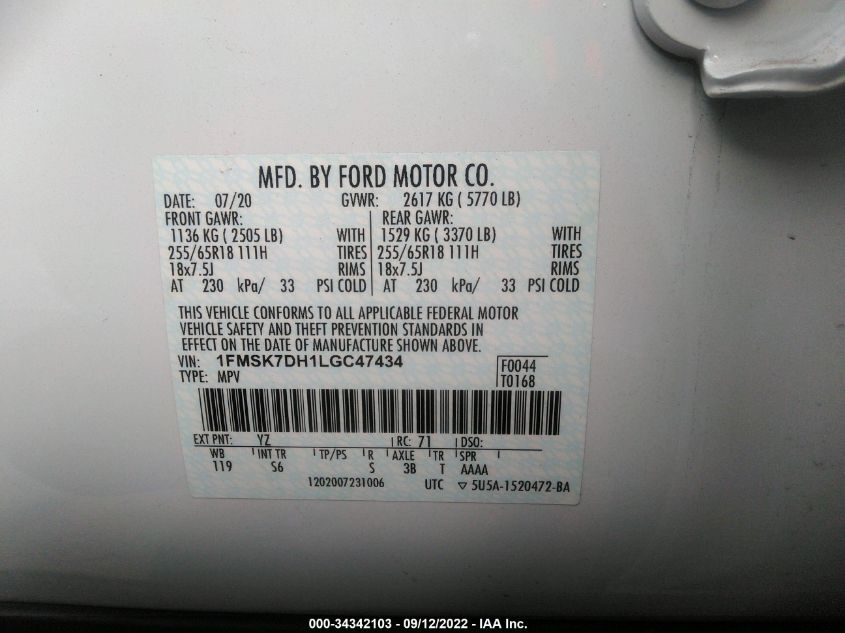 MFD. BY FORD MOTOR CO.
DATE: 07/20 GVWR: 2617 KG ( 5770 LB)
FRONT GAWR: REAR GAWR:
1136 KG ( 2505 LB) WITH 1529 KG ( 3370 LB) WITH
255/65R18 111H TIRES 255/65R18 111H TIRES
18x7.5J RIMS 18x7.5J RIMS
AT 230 kPa/ 33 PSI COLD AT 230 kPa/ 33 PSI COLD
THIS VEHICLE CONFORMS TO ALL APPLICABLE FEDERAL MOTOR
VEHICLE SAFETY AND THEFT PREVENTION STANDARDS IN
EFFECT ON THE DATE OF MANUFACTURE SHOWN ABOVE.
VIN: 1FMSK7DH1LGC47434 F0044
TYPE: MPV T0168
EXT PNT: YZ RC: 71 DSO:
WB INT TR TP/PS R AXLE TR SPR
119 S6 S 3B T AAAA
1202007231006 UTC ▽ 5U5A-1520472-BA
000-34342103 - 09/12/2022 - IAA Inc.